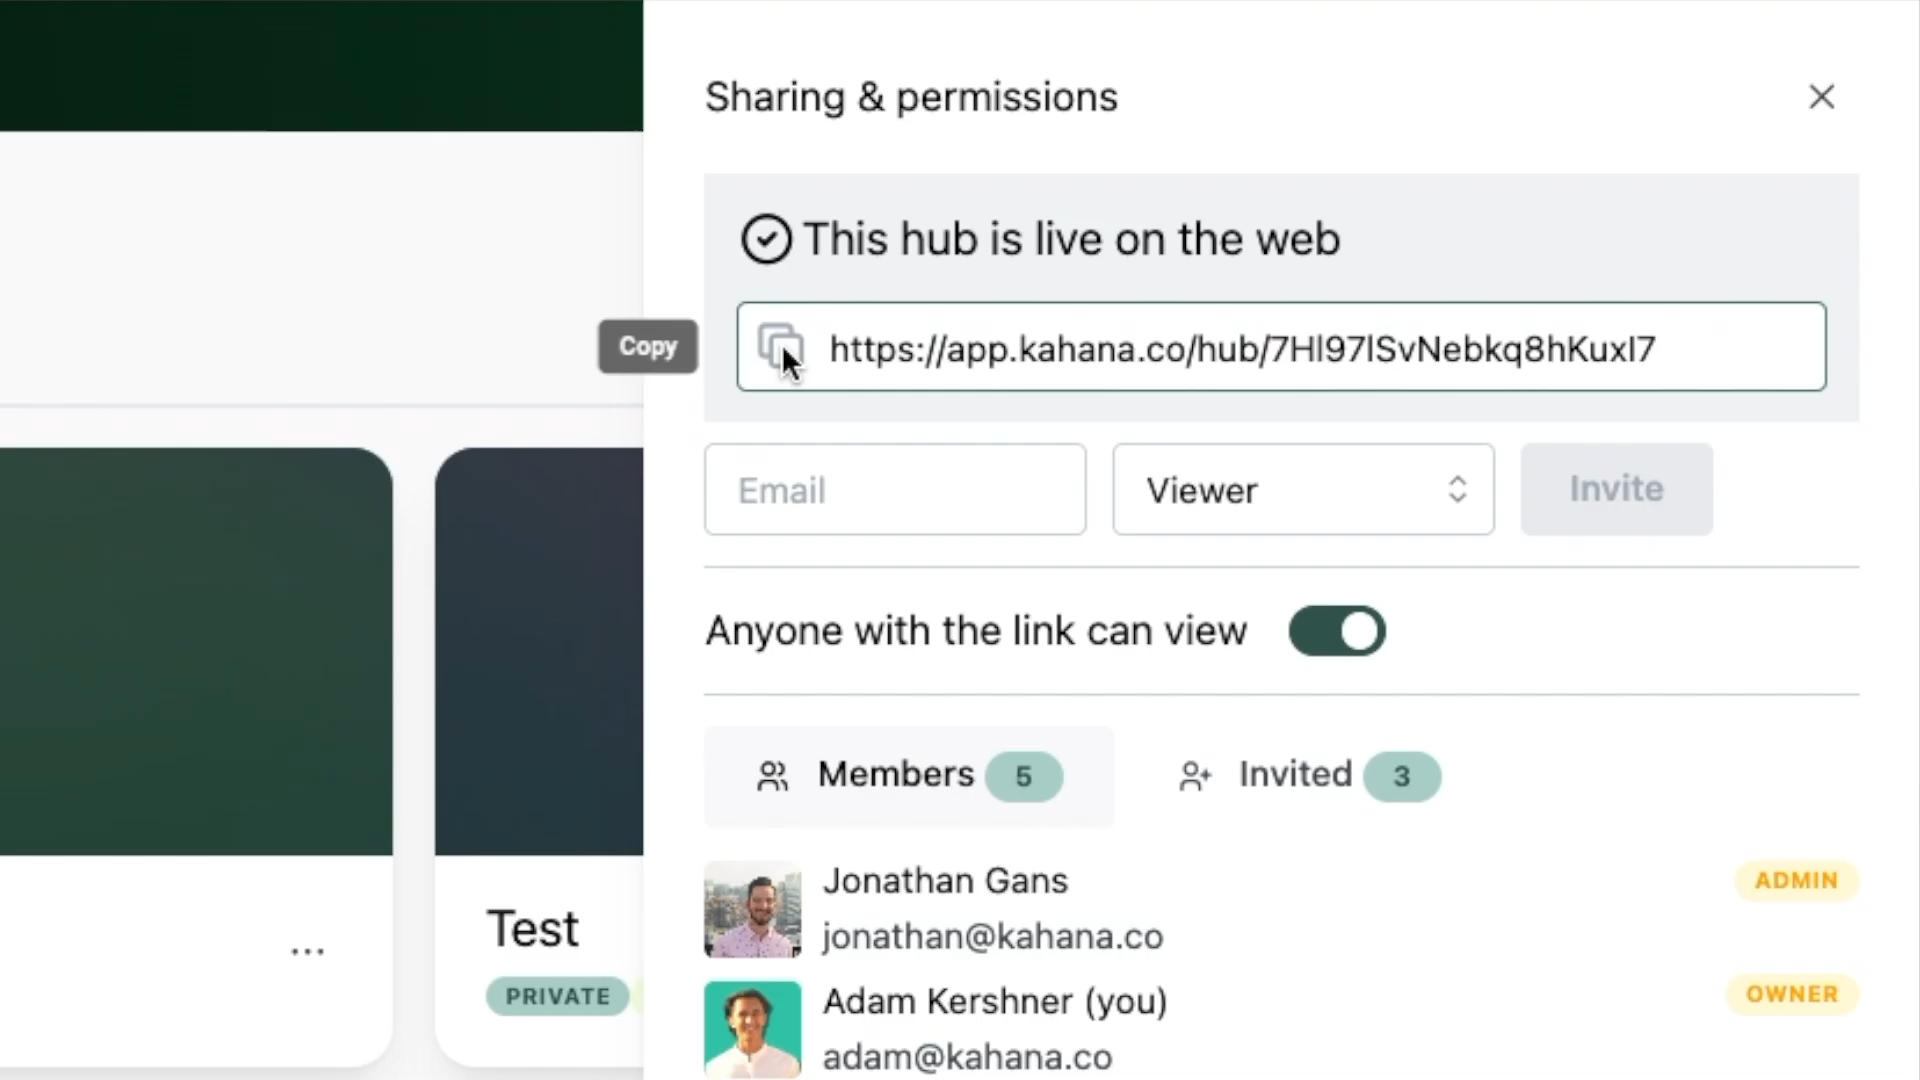 Sharing & permissions
This hub is live on the web
Copy
https://app.kahana.co/hub/7Hl97lSvNebkq8hKuxl7
Email
Viewer
Invite
Anyone with the link can view
Members 5
Invited 3
Jonathan Gans
ADMIN
jonathan@kahana.co
Test
...
PRIVATE
Adam Kershner (you)
OWNER
adam@kahana.co